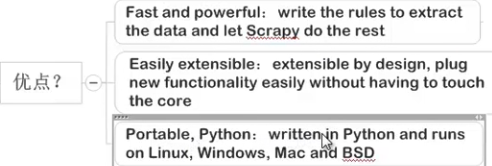 优点？
Fast and powerful：write the rules to extract
the data and let Scrapy do the rest
Easily extensible：extensible by design, plug
new functionality easily without having to touch
the core
Portable, Python：written in Python and runs
on Linux, Windows, Mac and BSD